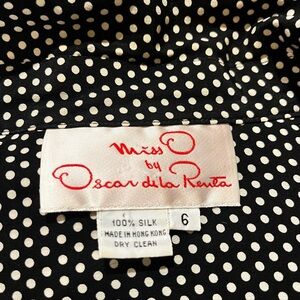 Miss O
by
Oscar de la Renta
100% SILK
MADE IN HONG KONG
DRY CLEAN
6